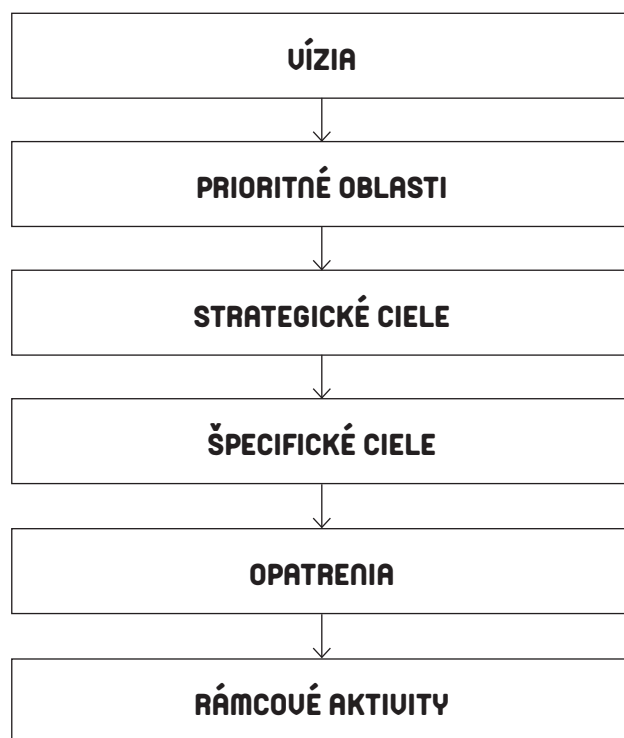 VÍZIA
PRIORITNÉ OBLASTI
STRATEGICKÉ CIELE
ŠPECIFICKÉ CIELE
OPATRENIA
RÁMCOVÉ AKTIVITY